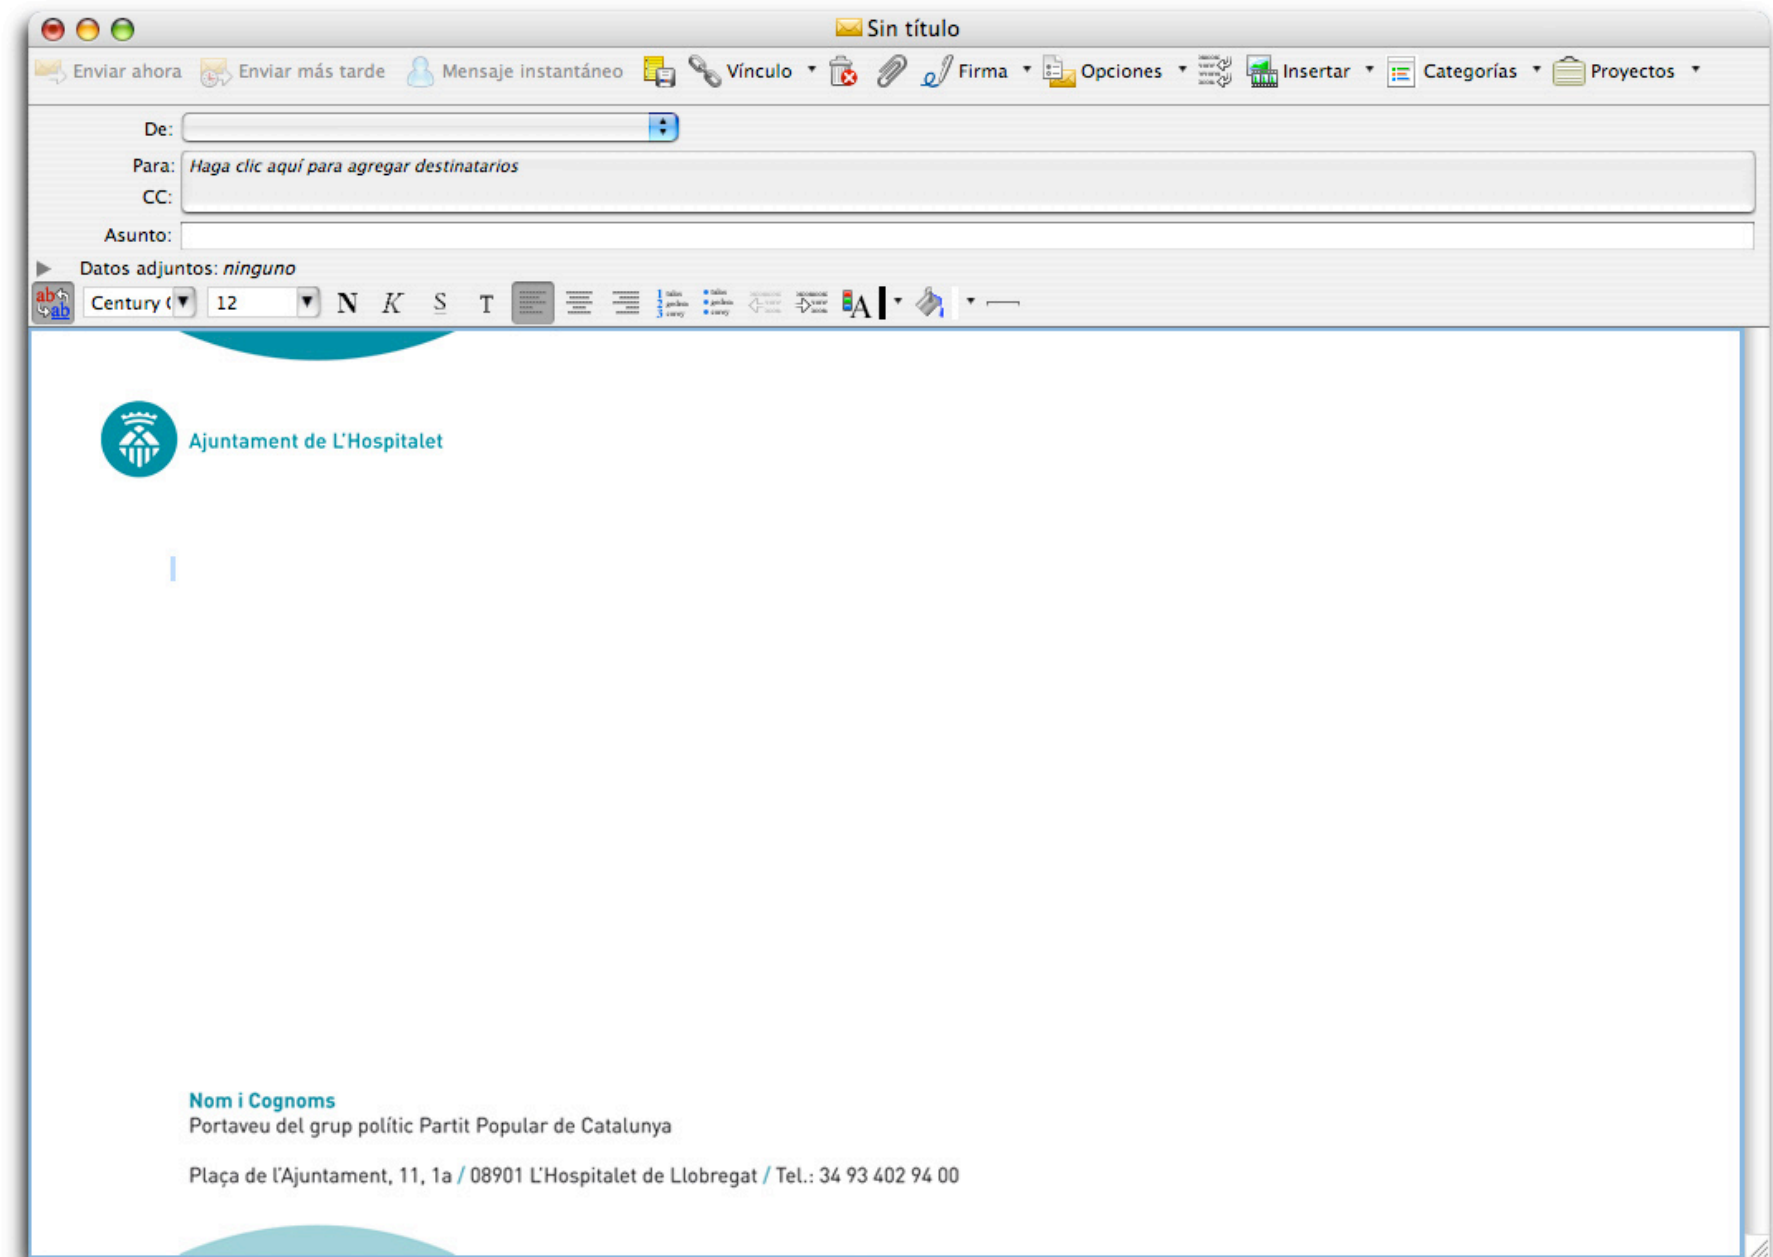 Sin título
Enviar ahora Enviar más tarde Mensaje instantáneo Vínculo Firma Opciones Insertar Categorías Proyectos
De:
Para: Haga clic aquí para agregar destinatarios
CC:
Asunto:
Datos adjuntos: ninguno
Century 12 N K S T A
Ajuntament de L'Hospitalet
Nom i Cognoms
Portaveu del grup polític Partit Popular de Catalunya
Plaça de l'Ajuntament, 11, 1a / 08901 L'Hospitalet de Llobregat / Tel.: 34 93 402 94 00